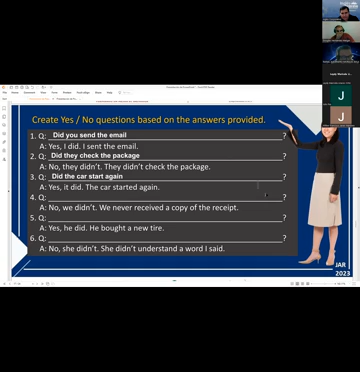 Create Yes / No questions based on the answers provided.
1. Q: Did you send the email ?
A: Yes, I did. I sent the email.
2. Q: Did they check the package ?
A: No, they didn't. They didn't check the package.
3. Q: Did the car start again ?
A: Yes, it did. The car started again.
4. Q: ?
A: No, we didn't. We never received a copy of the receipt.
5. Q: ?
A: Yes, he did. He bought a new tire.
6. Q: ?
A: No, she didn't. She didn't understand a word I said.
JAR
2023
J
J